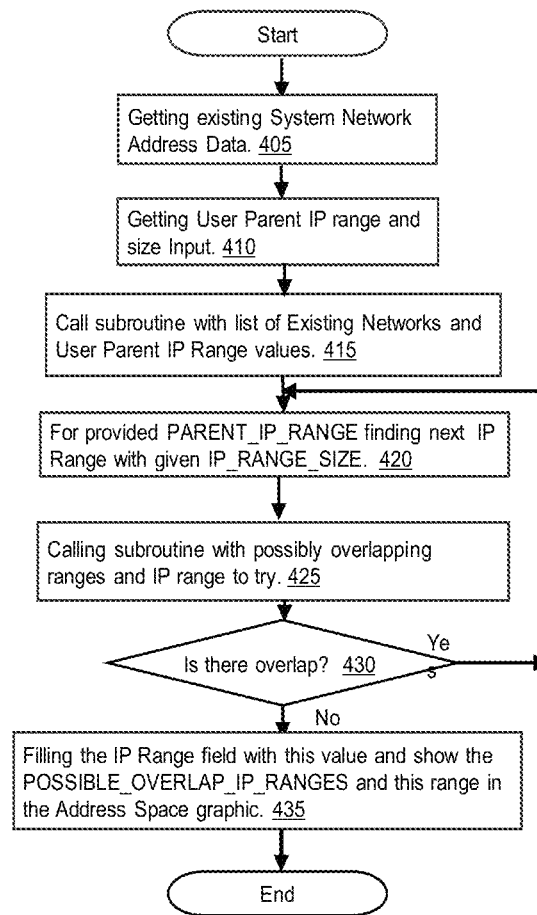 Start
Getting existing System Network
Address Data. 405
Getting User Parent IP range and
size Input. 410
Call subroutine with list of Existing Networks and
User Parent IP Range values. 415
For provided PARENT_IP_RANGE finding next IP
Range with given IP_RANGE_SIZE. 420
Calling subroutine with possibly overlapping
ranges and IP range to try. 425
Is there overlap? 430
Ye
s
No
Filling the IP Range field with this value and show the
POSSIBLE_OVERLAP_IP_RANGES and this range in
the Address Space graphic. 435
End